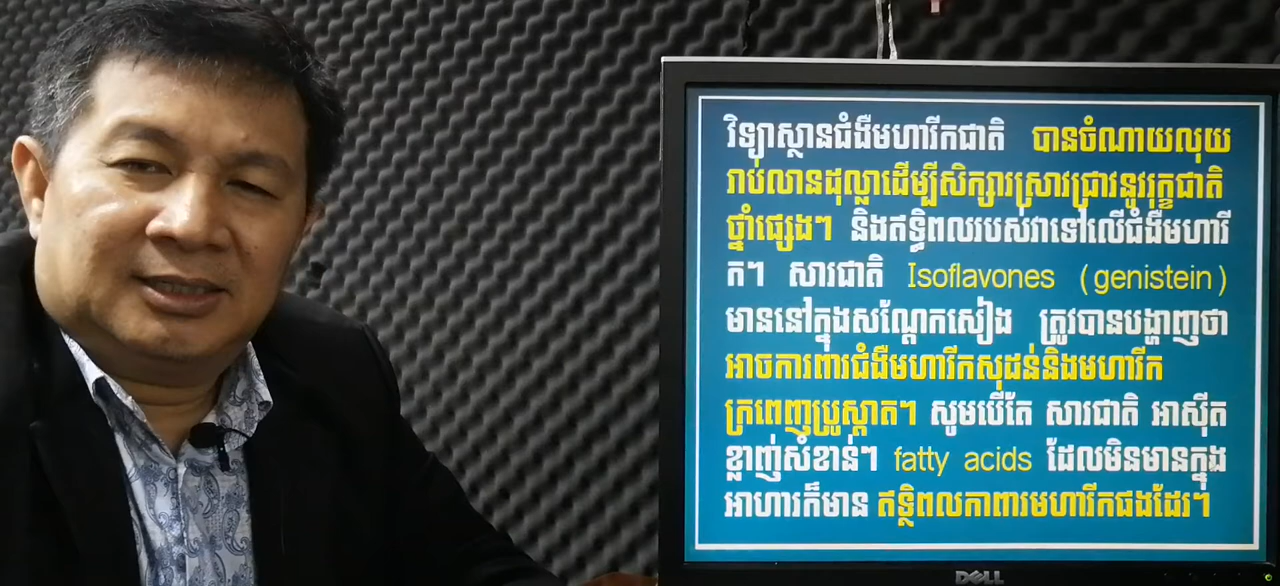 វិទ្យាស្ថានជំងឺមហារីកជាតិ បានចំណាយលុយ
រាប់លានដុល្លាដើម្បីសិក្សារស្រាវជ្រាវនូវរុក្ខជាតិ
ថ្នាំផ្សេងៗ និងឥទ្ធិពលរបស់វាទៅលើជំងឺមហារី
កៗ សារជាតិ Isoflavones (genistein)
មាននៅក្នុងសណ្តែកសៀង ត្រូវបានបង្ហាញថា
អាចការពារជំងឺមហារីកសុដន់និងមហារីក
ក្រពេញប្រូស្តាតៗ សូមបើតែ សារជាតិ អាស៊ីត
ខ្លាញ់សំខាន់ៗ fatty acids ដែលមិនមានក្នុង
អាហារក៏មាន ឥទ្ថិពលកាពារមហារីកផងដែរៗ
DELL